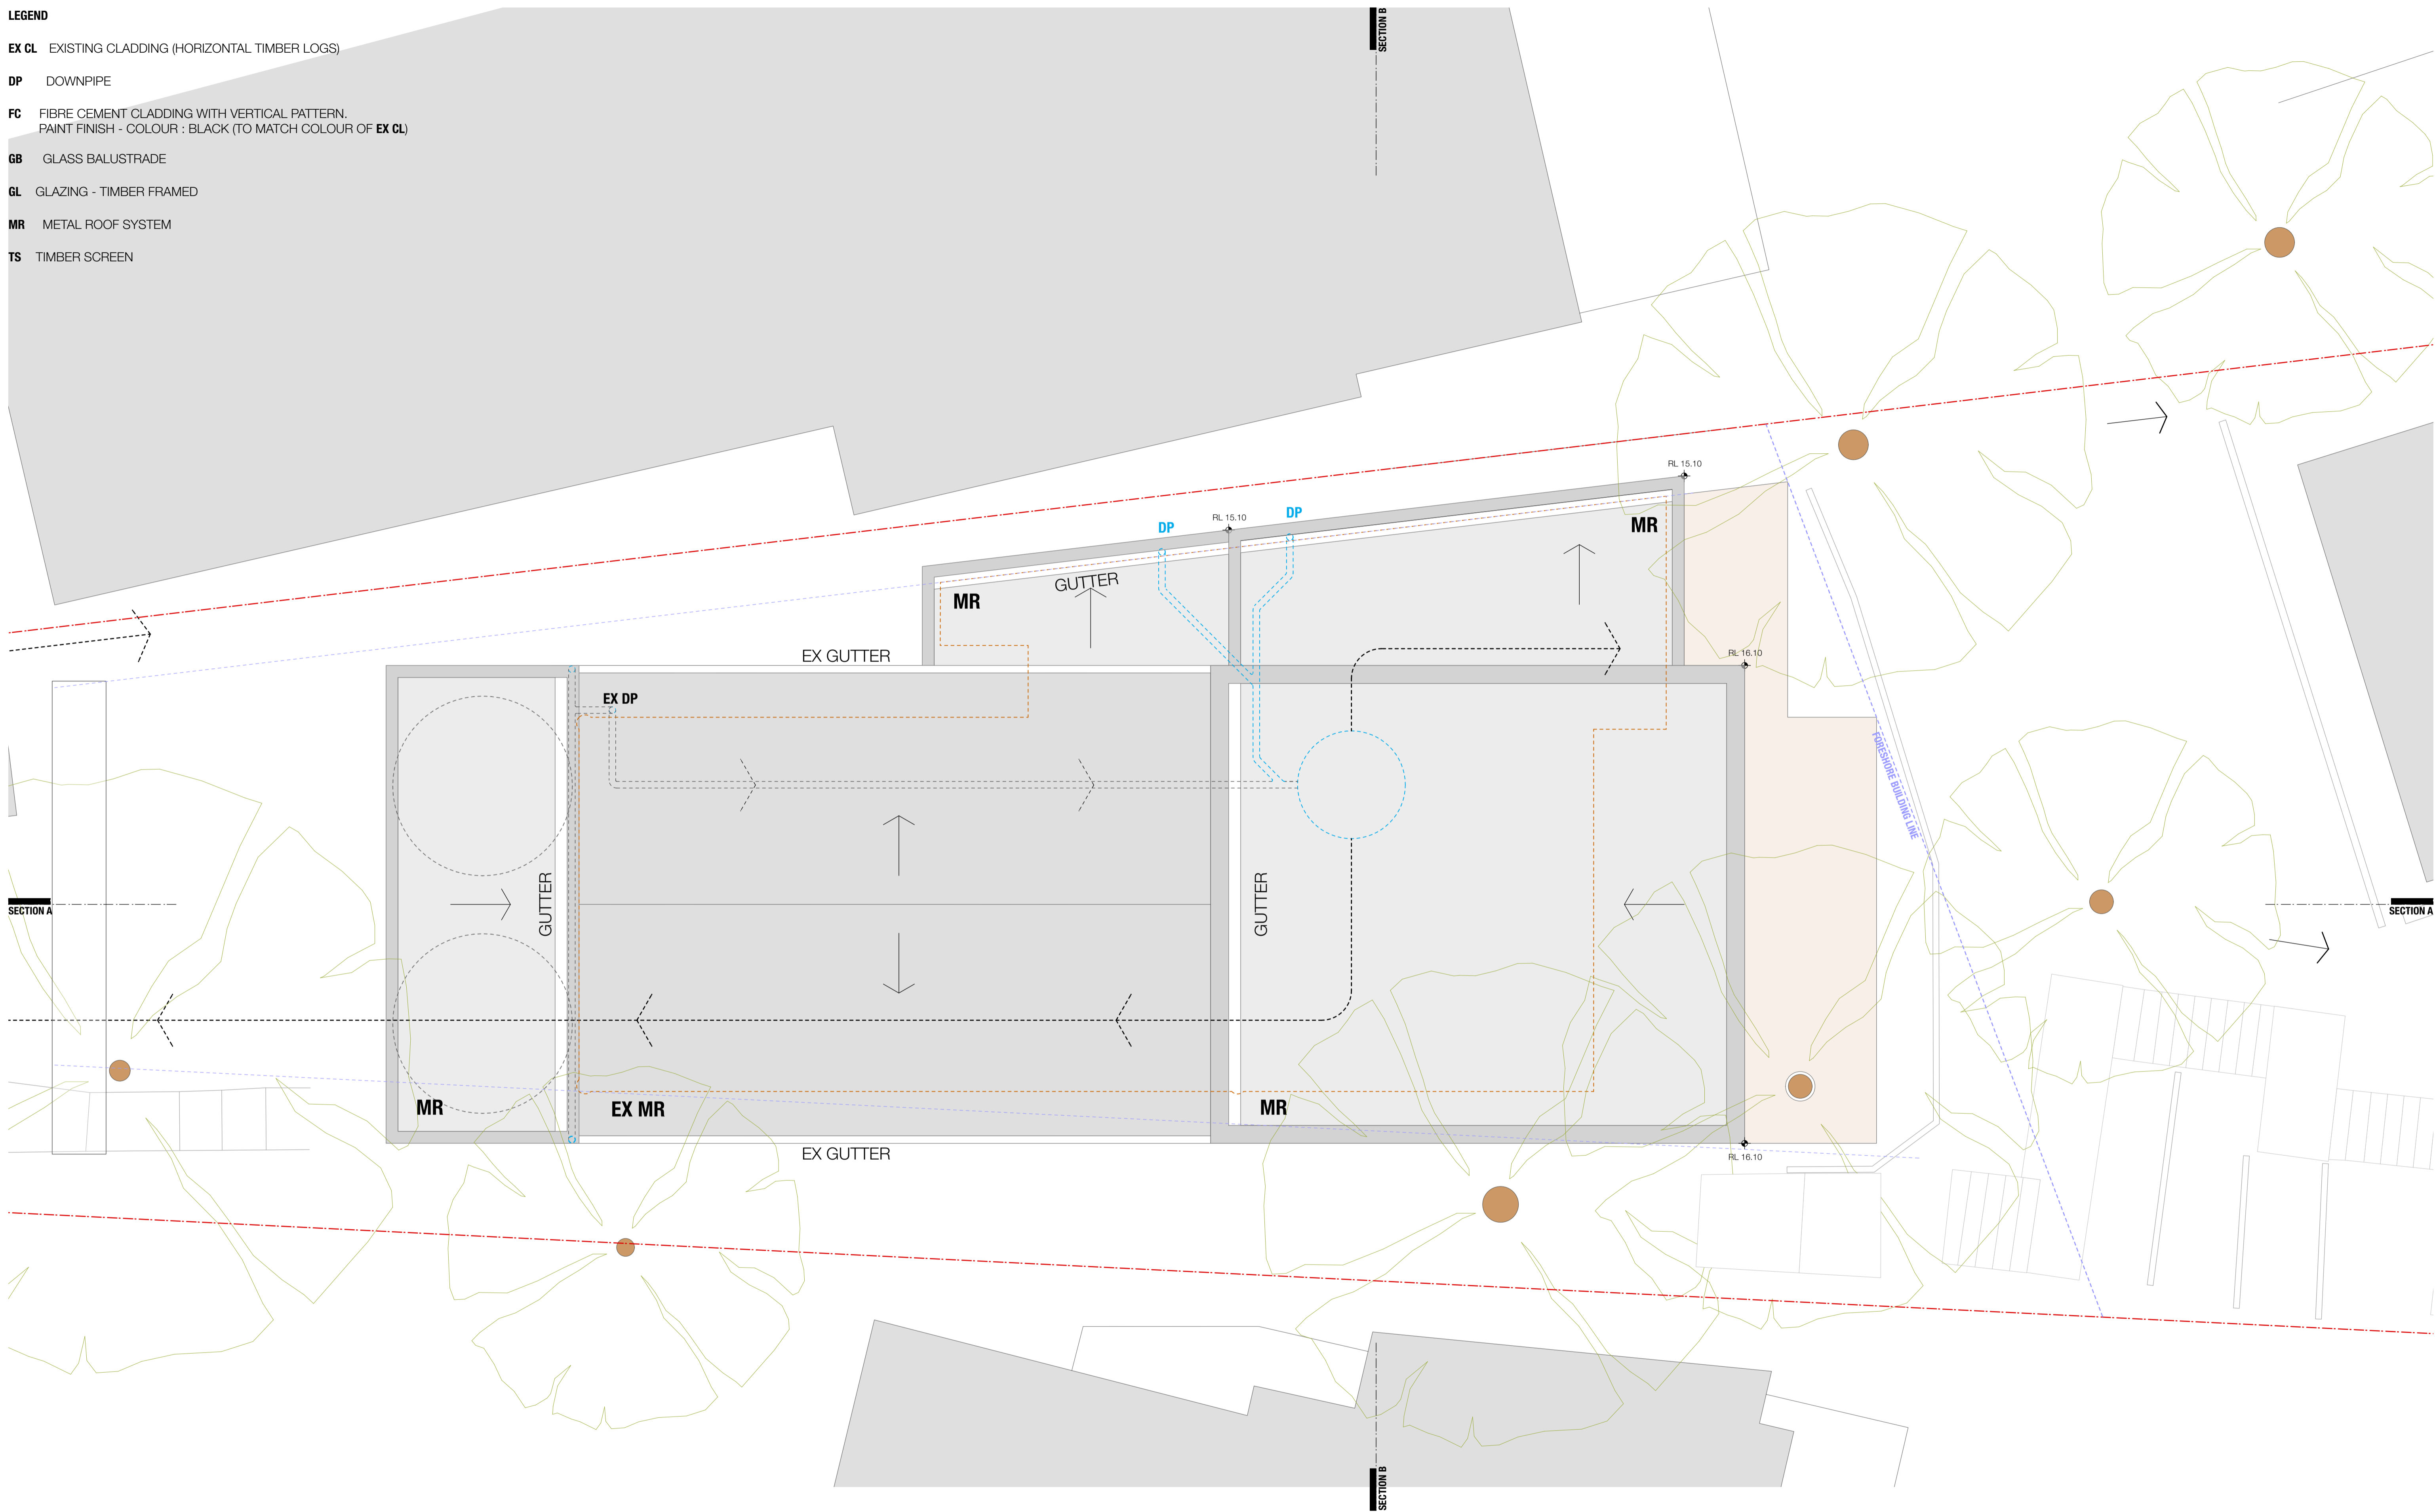 LEGEND
EX CL EXISTING CLADDING (HORIZONTAL TIMBER LOGS)
DP DOWNPIPE
FC FIBRE CEMENT CLADDING WITH VERTICAL PATTERN.
PAINT FINISH - COLOUR : BLACK (TO MATCH COLOUR OF EX CL)
GB GLASS BALUSTRADE
GL GLAZING - TIMBER FRAMED
MR METAL ROOF SYSTEM
TS TIMBER SCREEN
SECTION B
RL 15.10
RL 15.10
DP
DP
MR
GUTTER
MR
EX GUTTER
RL 16.10
EX DP
FORESHORE BUILDING LINE
GUTTER
GUTTER
SECTION A
SECTION A
MR
EX MR
MR
EX GUTTER
RL 16.10
SECTION B